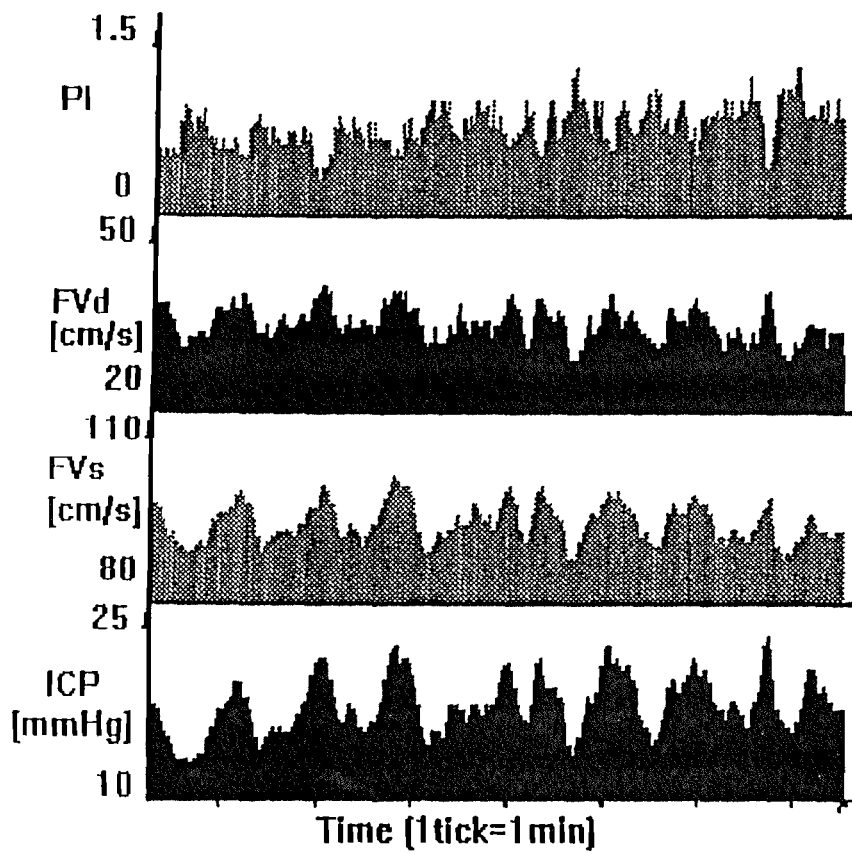 1.5
PI
0
50
FVd
[cm/s]
20
110
FVs
[cm/s]
80
25
ICP
[mmHg]
10
Time [1tick=1min]